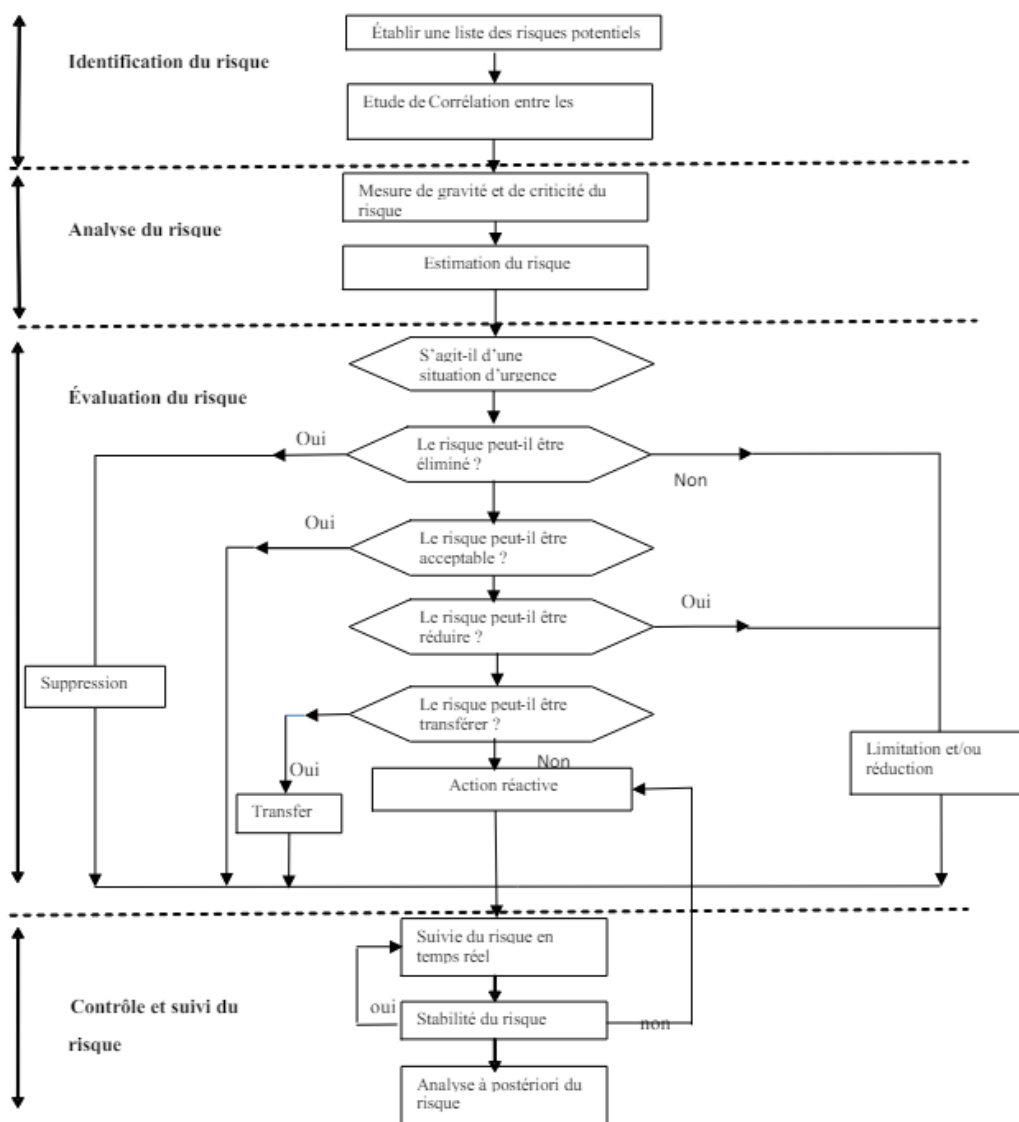 Établir une liste des risques potentiels
Identification du risque
Etude de Corrélation entre les
Mesure de gravité et de criticité du
risque
Analyse du risque
Estimation du risque
S’agit-il d’une
situation d’urgence
Évaluation du risque
Oui
Le risque peut-il être
éliminé ?
Non
Oui
Le risque peut-il être
acceptable ?
Le risque peut-il être
réduire ?
Oui
Suppression
Le risque peut-il être
transférer ?
Limitation et/ou
réduction
Non
Oui
Action réactive
Transfer
Suivie du risque en
temps réel
Contrôle et suivi du
risque
oui
Stabilité du risque
non
Analyse à postériori du
risque